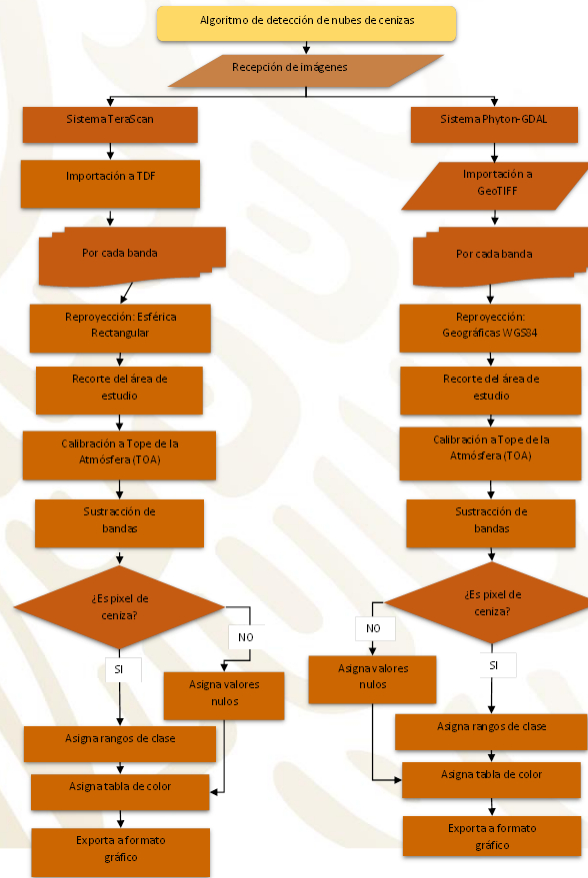 Algoritmo de detección de nubes de cenizas
Recepción de imágenes
Sistema TeraScan
Importación a TDF
Por cada banda
Reproyección: Esférica
Rectangular
Recorte del área de
estudio
Calibración a Tope de la
Atmósfera (TOA)
Sustracción de
bandas
¿Es pixel de
ceniza?
NO
SI
Asigna valores
nulos
Asigna rangos de clase
Asigna tabla de color
Exporta a formato
gráfico
Sistema Phyton-GDAL
Importación a
GeoTIFF
Por cada banda
Reproyección:
Geográficas WGS84
Recorte del área de
estudio
Calibración a Tope de la
Atmósfera (TOA)
Sustracción de
bandas
¿Es pixel de
ceniza?
NO
SI
Asigna valores
nulos
Asigna rangos de clase
Asigna tabla de color
Exporta a formato
gráfico